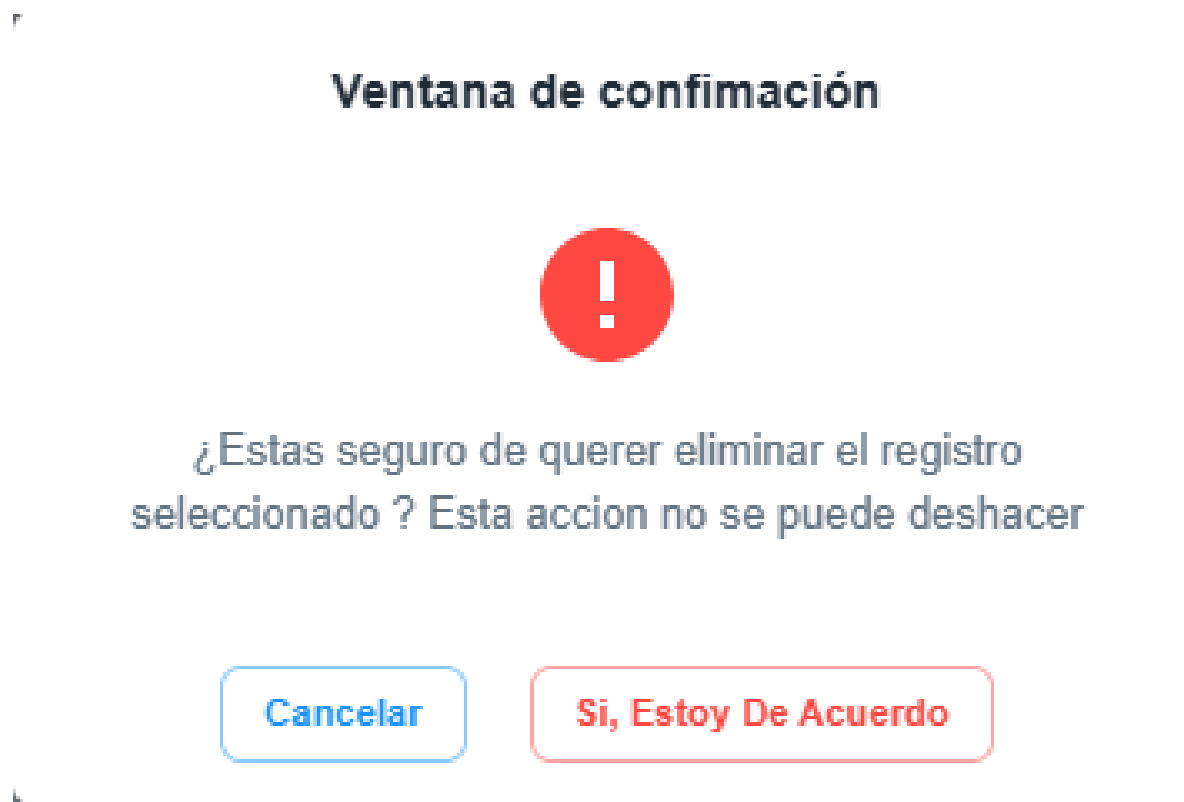 Ventana de confimación
¿Estas seguro de querer eliminar el registro
seleccionado ? Esta accion no se puede deshacer
Cancelar
Si, Estoy De Acuerdo